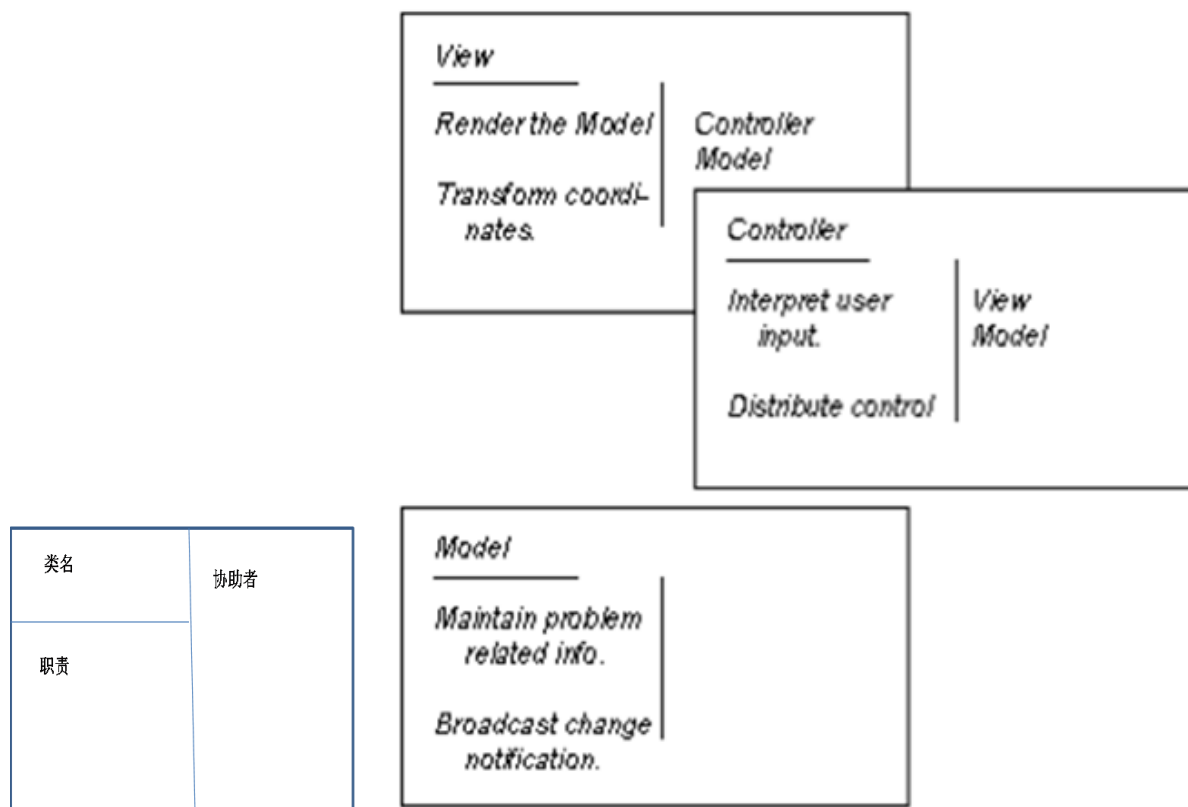 View
Render the Model
Transform coordi-
nates.
Controller
Model
Controller
Interpret user
input.
Distribute control
View
Model
类名
职责
协助者
Model
Maintain problem
related info.
Broadcast change
notification.